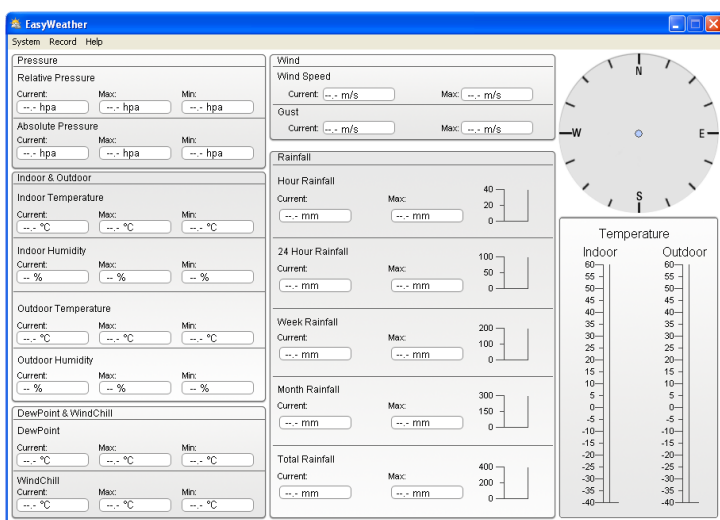 EasyWeather
System Record Help
Pressure
Relative Pressure
Current: Max: Min:
--.- hpa --.- hpa --.- hpa
Absolute Pressure
Current: Max: Min:
--.- hpa --.- hpa --.- hpa
Indoor & Outdoor
Indoor Temperature
Current: Max: Min:
--.- °C --.- °C --.- °C
Indoor Humidity
Current: Max: Min:
-- % -- % -- %
Outdoor Temperature
Current: Max: Min:
--.- °C --.- °C --.- °C
Outdoor Humidity
Current: Max: Min:
-- % -- % -- %
DewPoint & WindChill
DewPoint
Current: Max: Min:
--.- °C --.- °C --.- °C
WindChill
Current: Max: Min:
--.- °C --.- °C --.- °C
Wind
Wind Speed
Current: --.- m/s Max: --.- m/s
Gust
Current: --.- m/s Max: --.- m/s
Rainfall
Hour Rainfall
Current: Max:
--.- mm --.- mm
40
20
0
24 Hour Rainfall
Current: Max:
--.- mm --.- mm
100
50
0
Week Rainfall
Current: Max:
--.- mm --.- mm
200
100
0
Month Rainfall
Current: Max:
--.- mm --.- mm
300
150
0
Total Rainfall
Current: Max:
--.- mm --.- mm
400
200
0
N
W E
S
Temperature
Indoor Outdoor
60 60
55 55
50 50
45 45
40 40
35 35
30 30
25 25
20 20
15 15
10 10
5 5
0 0
-5 -5
-10 -10
-15 -15
-20 -20
-25 -25
-30 -30
-35 -35
-40 -40